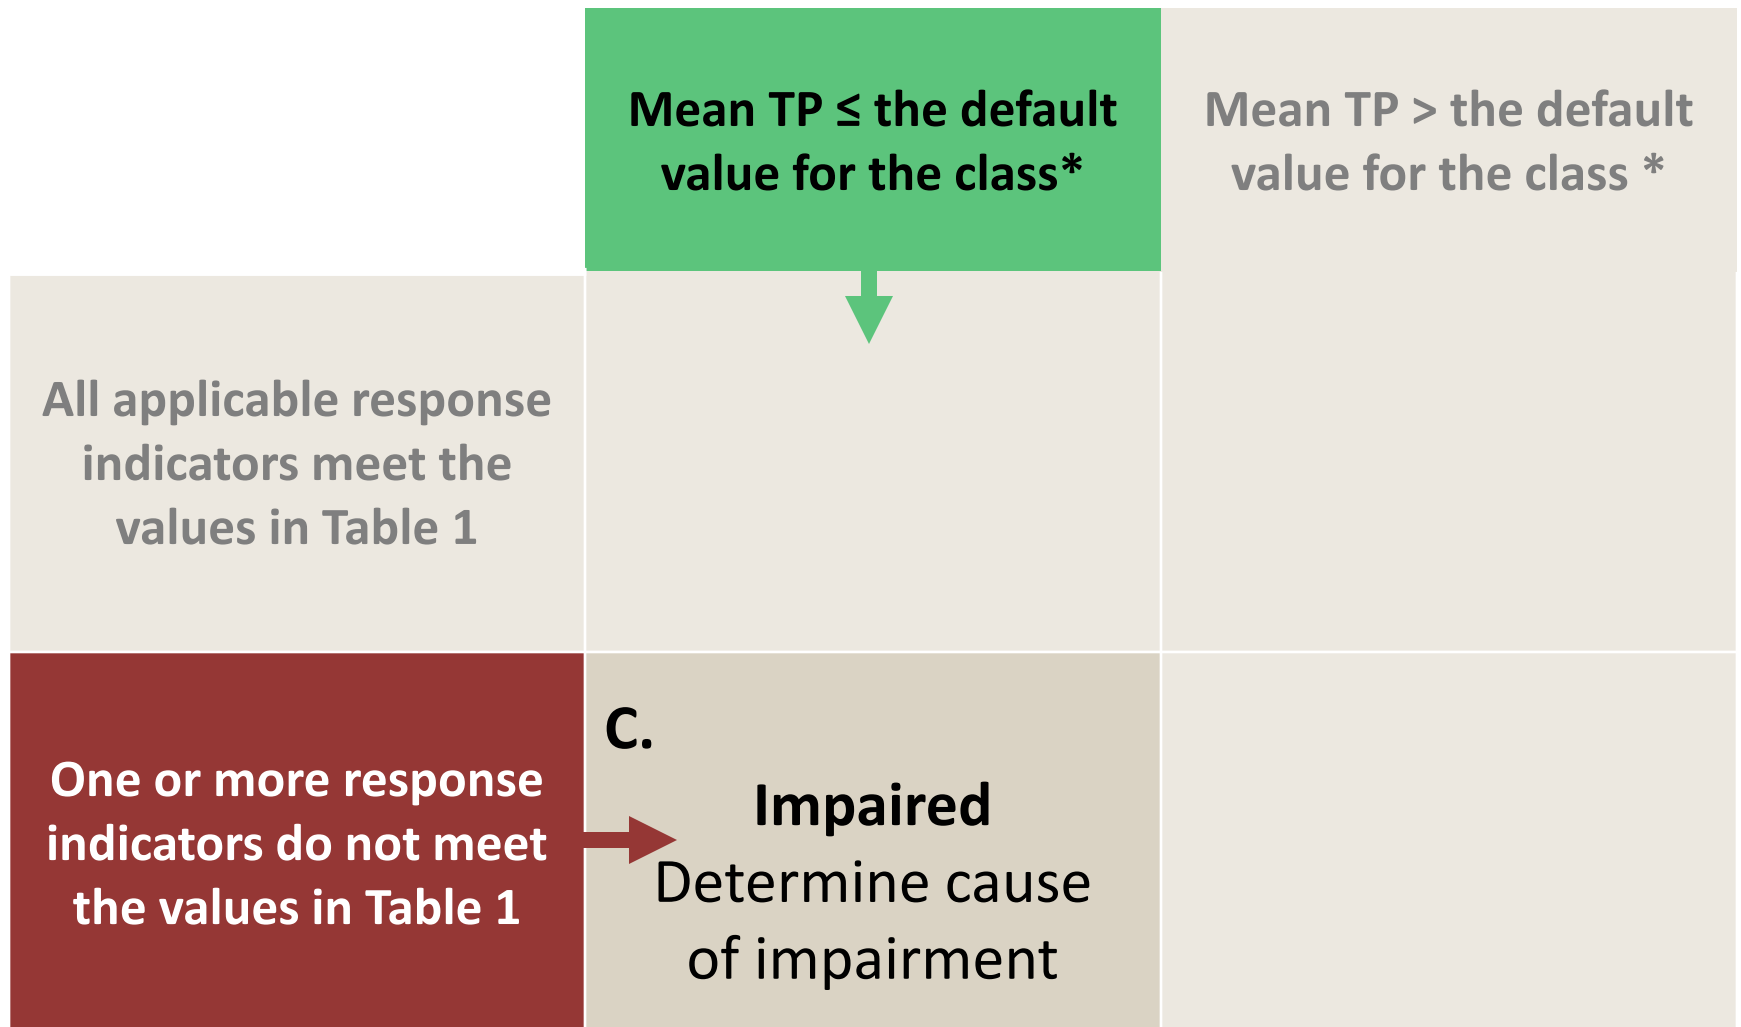 Mean TP ≤ the default
value for the class*
Mean TP > the default
value for the class *
All applicable response
indicators meet the
values in Table 1
One or more response
indicators do not meet
the values in Table 1
C.
Impaired
Determine cause
of impairment